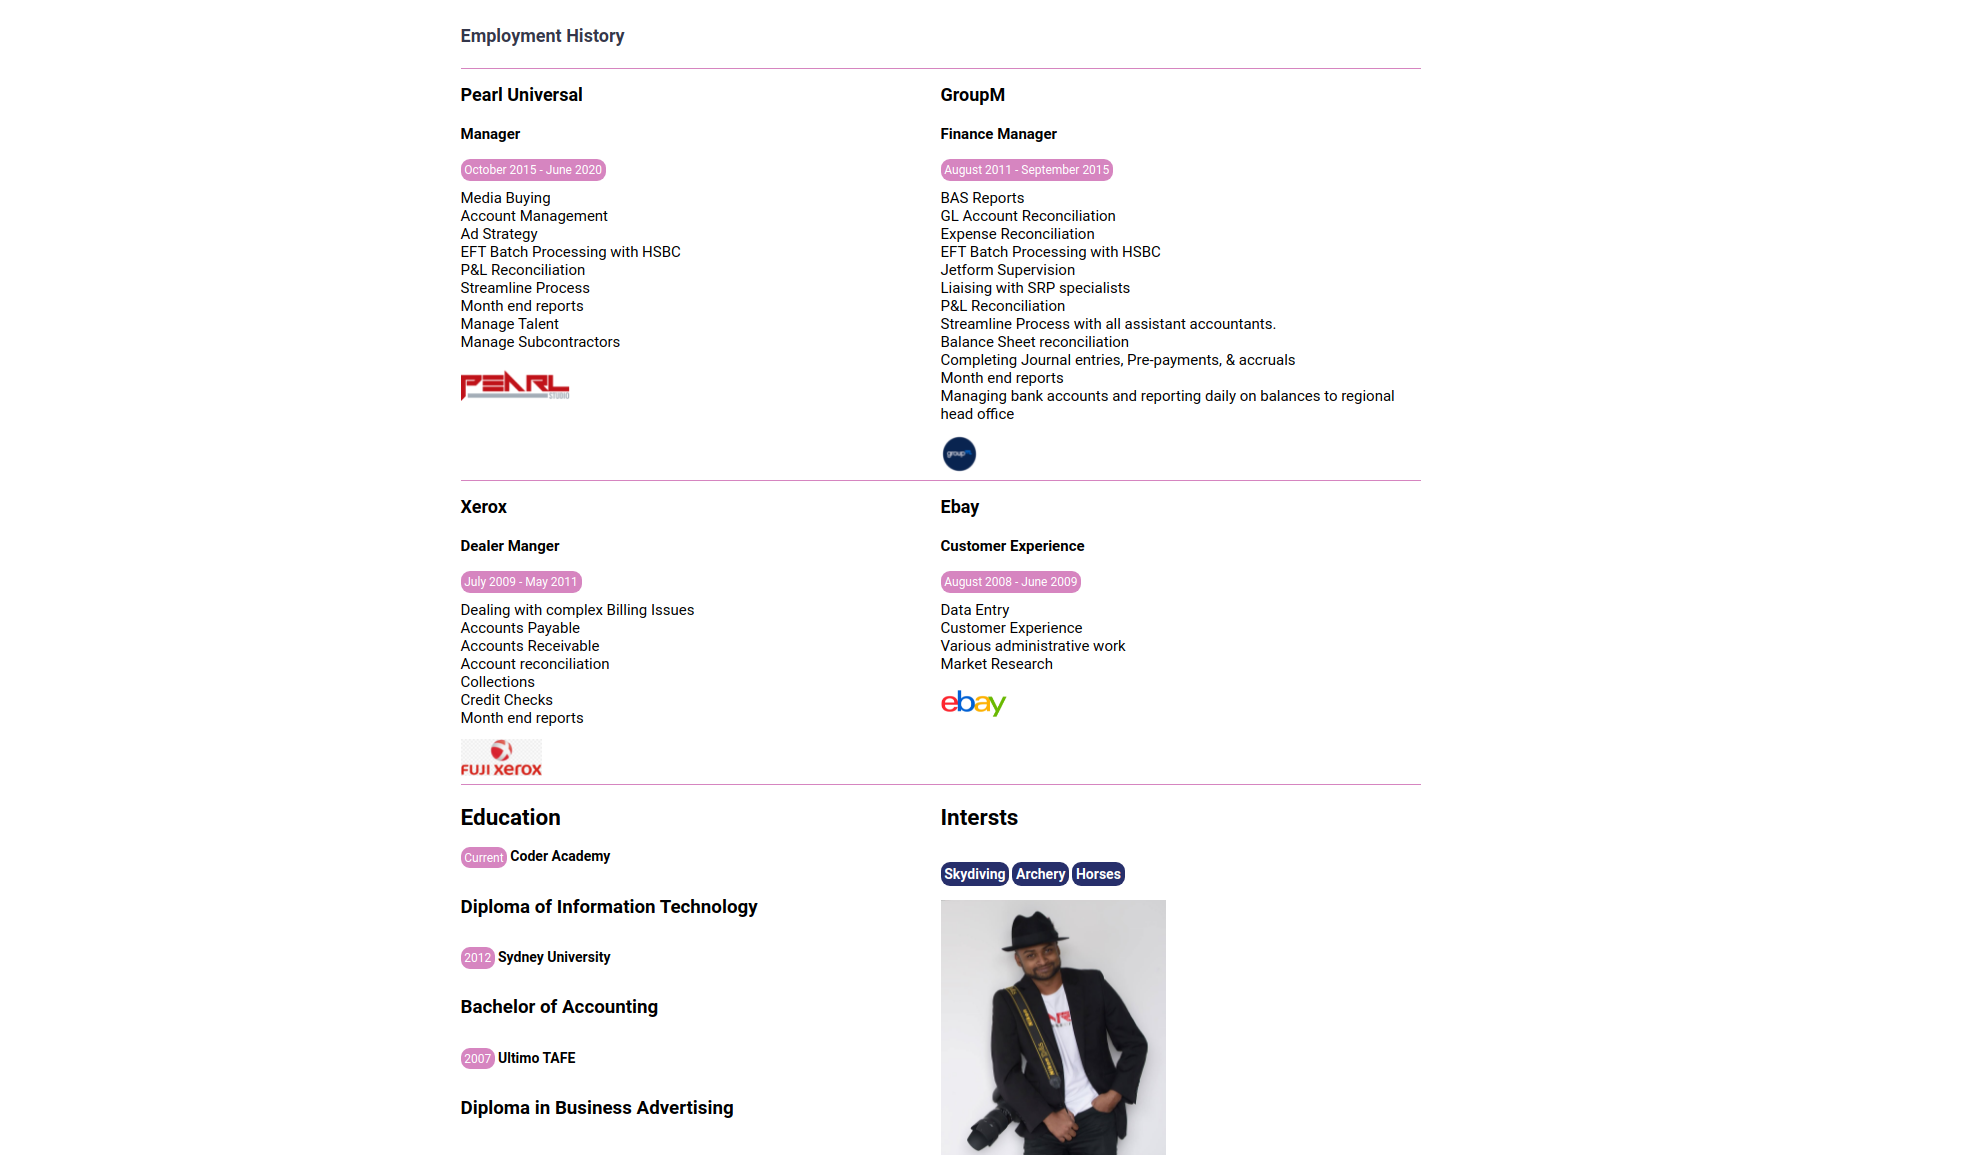 Employment History
Pearl Universal
Manager
October 2015 - June 2020
Media Buying
Account Management
Ad Strategy
EFT Batch Processing with HSBC
P&L Reconciliation
Streamline Process
Month end reports
Manage Talent
Manage Subcontractors
PEARL
STUDIO
GroupM
Finance Manager
August 2011 - September 2015
BAS Reports
GL Account Reconciliation
Expense Reconciliation
EFT Batch Processing with HSBC
Jetform Supervision
Liaising with SRP specialists
P&L Reconciliation
Streamline Process with all assistant accountants.
Balance Sheet reconciliation
Completing Journal entries, Pre-payments, & accruals
Month end reports
Managing bank accounts and reporting daily on balances to regional
head office
groupm
Xerox
Dealer Manger
July 2009 - May 2011
Dealing with complex Billing Issues
Accounts Payable
Accounts Receivable
Account reconciliation
Collections
Credit Checks
Month end reports
FUJI xerox
Ebay
Customer Experience
August 2008 - June 2009
Data Entry
Customer Experience
Various administrative work
Market Research
ebay
Education
Current Coder Academy
Diploma of Information Technology
2012 Sydney University
Bachelor of Accounting
2007 Ultimo TAFE
Diploma in Business Advertising
Intersts
Skydiving Archery Horses